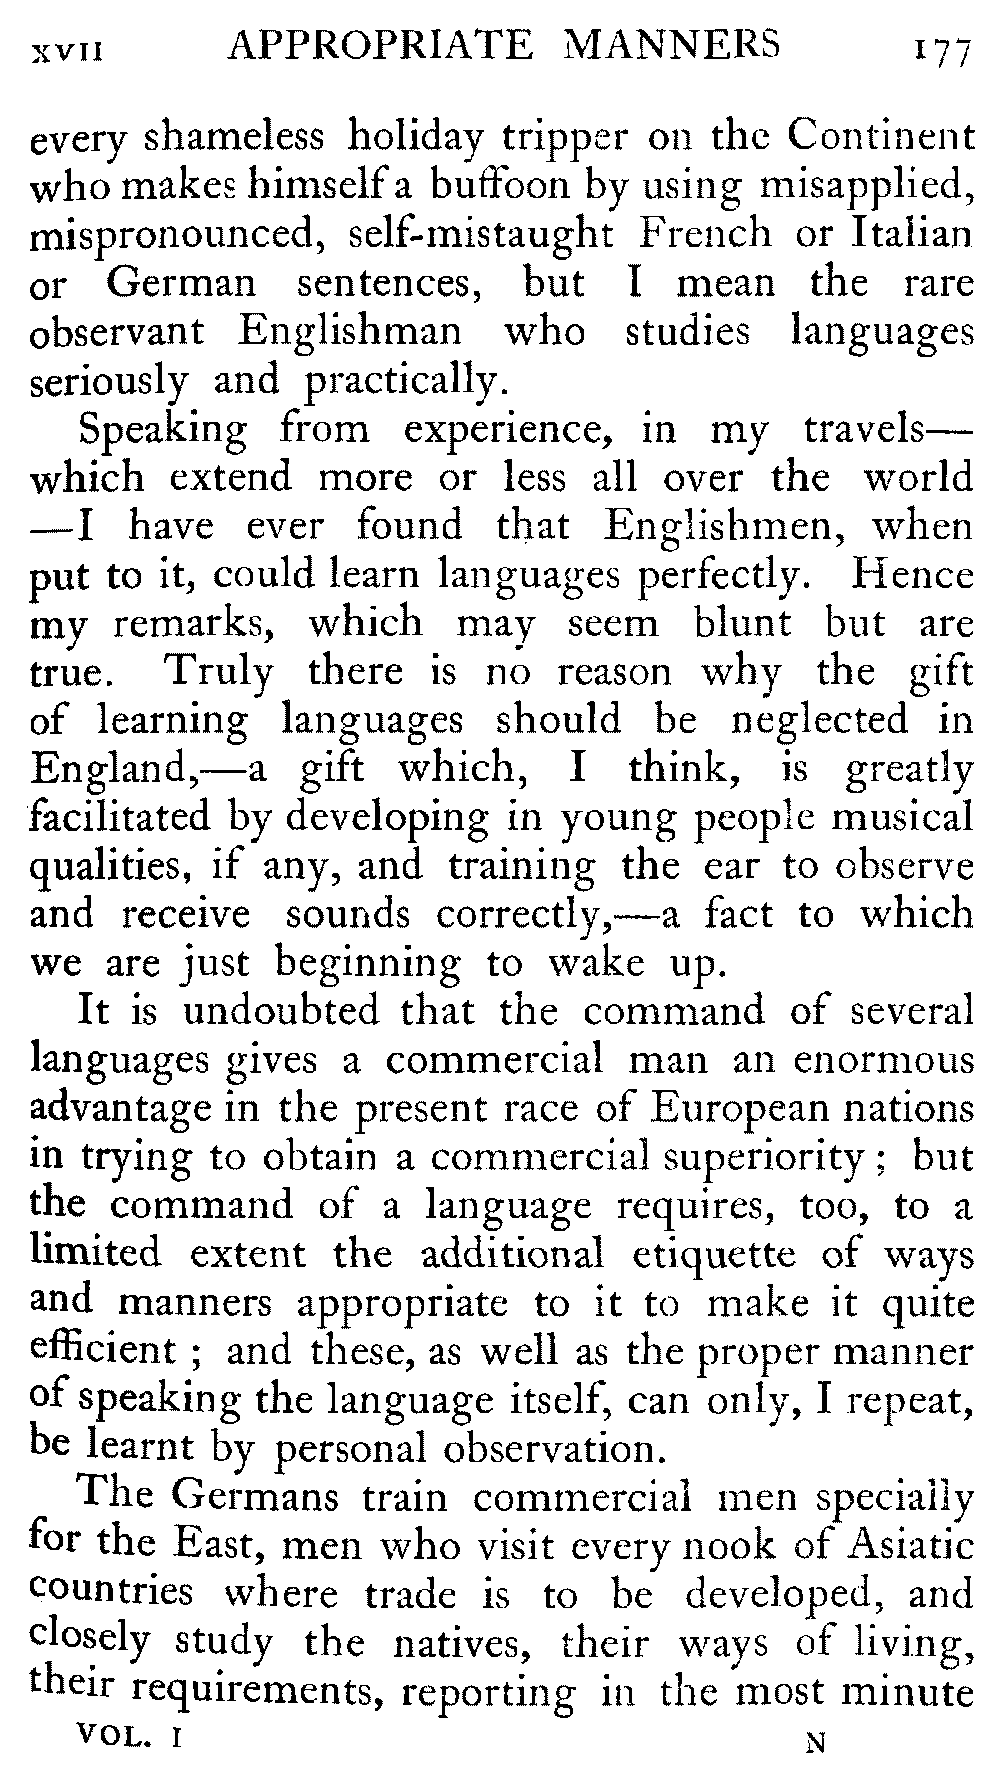 XVII APPROPRIATE MANNERS 177
every shameless holiday tripper on the Continent
who makes himself a buffoon by using misapplied,
mispronounced, self-mistaught French or Italian
or German sentences, but I mean the rare
observant Englishman who studies languages
seriously and practically.
Speaking from experience, in my travels—
which extend more or less all over the world
—I have ever found that Englishmen, when
put to it, could learn languages perfectly. Hence
my remarks, which may seem blunt but are
true. Truly there is no reason why the gift
of learning languages should be neglected in
England,—a gift which, I think, is greatly
facilitated by developing in young people musical
qualities, if any, and training the ear to observe
and receive sounds correctly,—a fact to which
we are just beginning to wake up.
It is undoubted that the command of several
languages gives a commercial man an enormous
advantage in the present race of European nations
in trying to obtain a commercial superiority ; but
the command of a language requires, too, to a
limited extent the additional etiquette of ways
and manners appropriate to it to make it quite
efficient ; and these, as well as the proper manner
of speaking the language itself, can only, I repeat,
be learnt by personal observation.
The Germans train commercial men specially
for the East, men who visit every nook of Asiatic
countries where trade is to be developed, and
closely study the natives, their ways of living,
their requirements, reporting in the most minute
VOL. I N